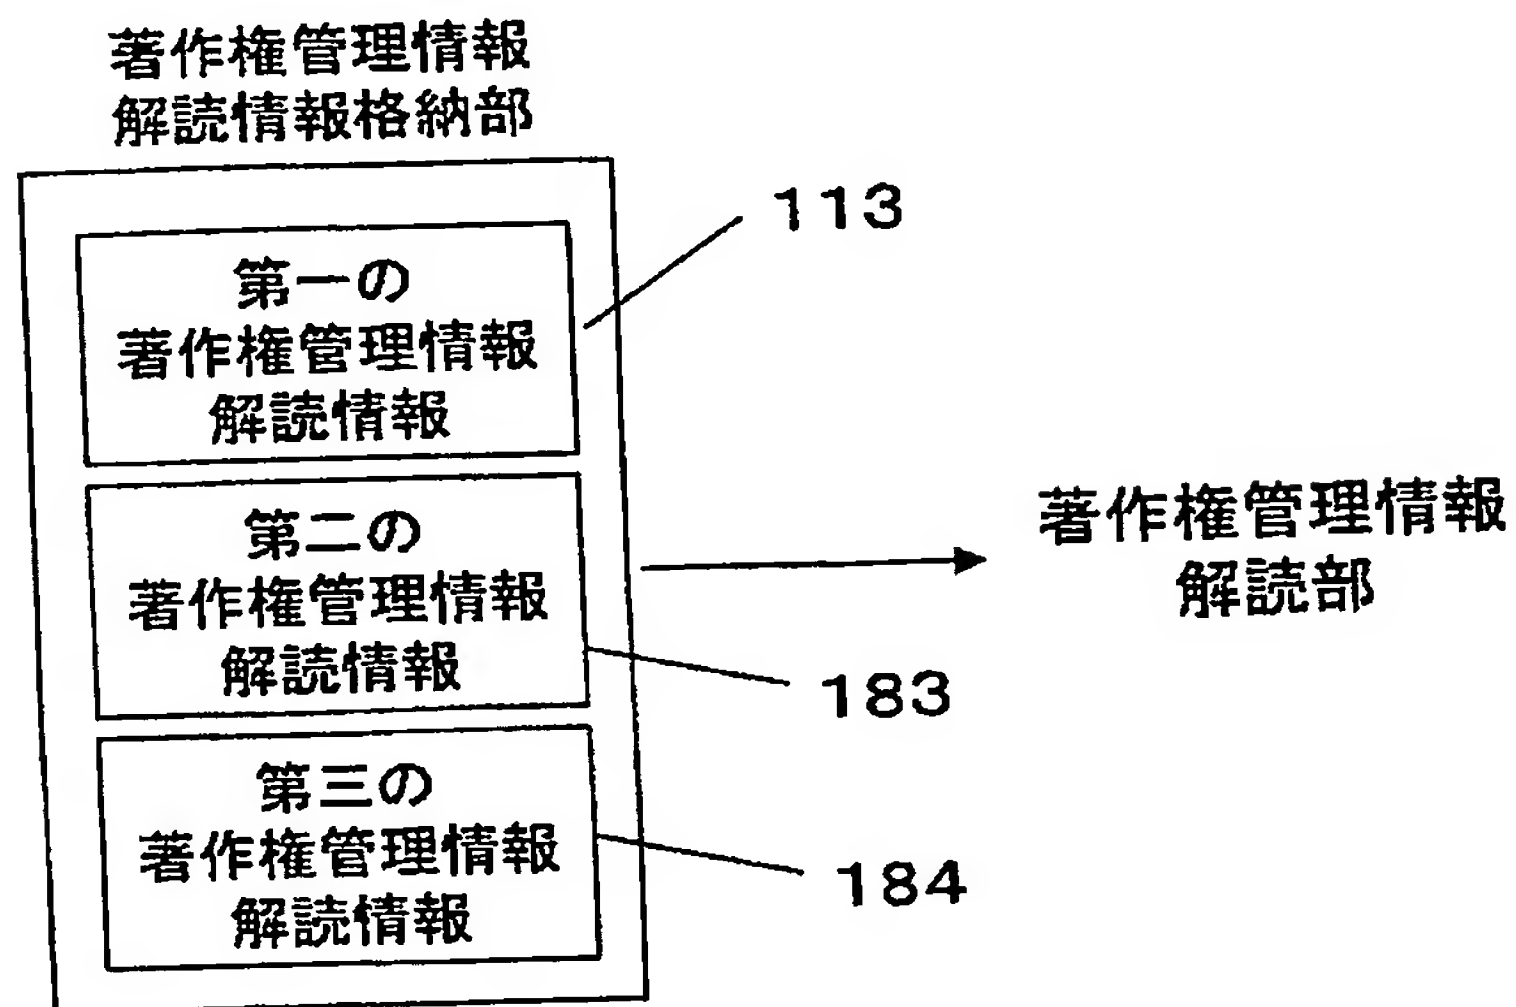 著作権管理情報
解読情報格納部
113
第一の
著作権管理情報
解読情報
第二の
著作権管理情報
解読情報
著作権管理情報
解読部
183
第三の
著作権管理情報
解読情報
184